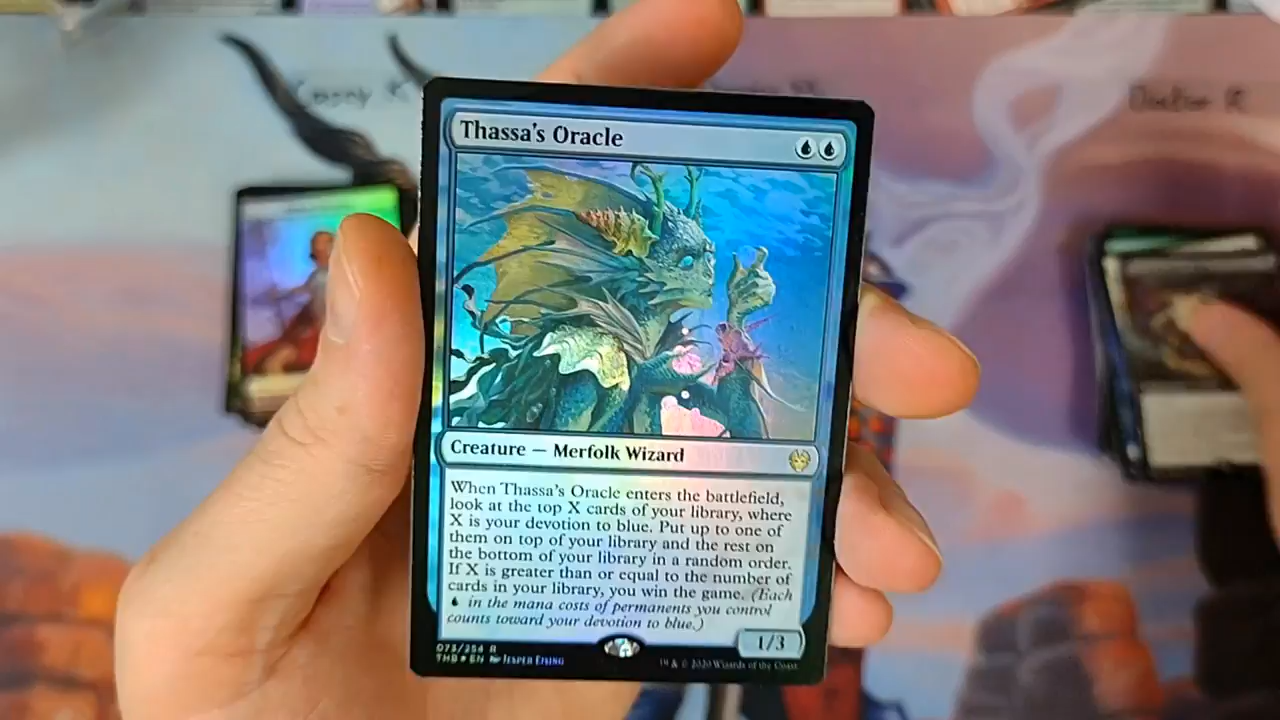 Casey K
Thassa's Oracle
Creature — Merfolk Wizard
When Thassa's Oracle enters the battlefield,
look at the top X cards of your library, where
X is your devotion to blue. Put up to one of
them on top of your library and the rest on
the bottom of your library in a random order.
If X is greater than or equal to the number of
cards in your library, you win the game. (Each
in the mana costs of permanents you control
counts toward your devotion to blue.)
1/3
073/254 R
THB EN Jesper Ejsing
™ & © 2020 Wizards of the Coast